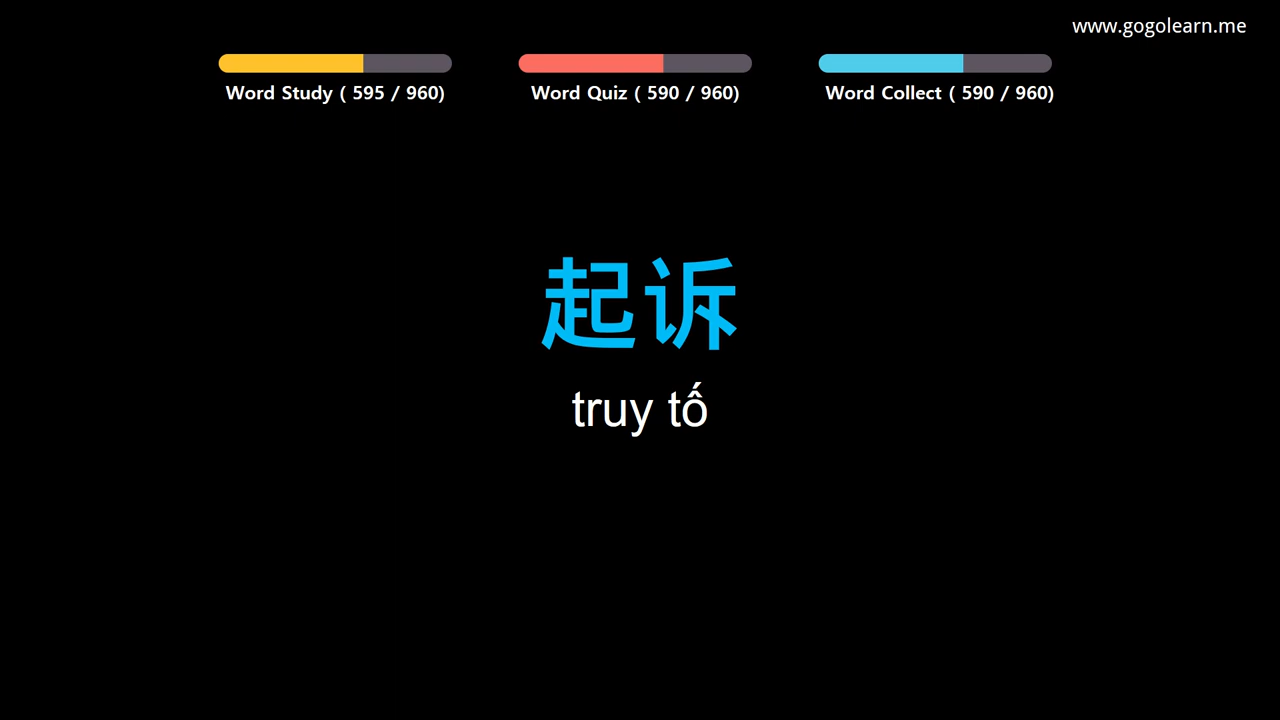 www.gogolearn.me
Word Study ( 595 / 960)
Word Quiz ( 590 / 960)
Word Collect ( 590 / 960)
起诉
truy tố